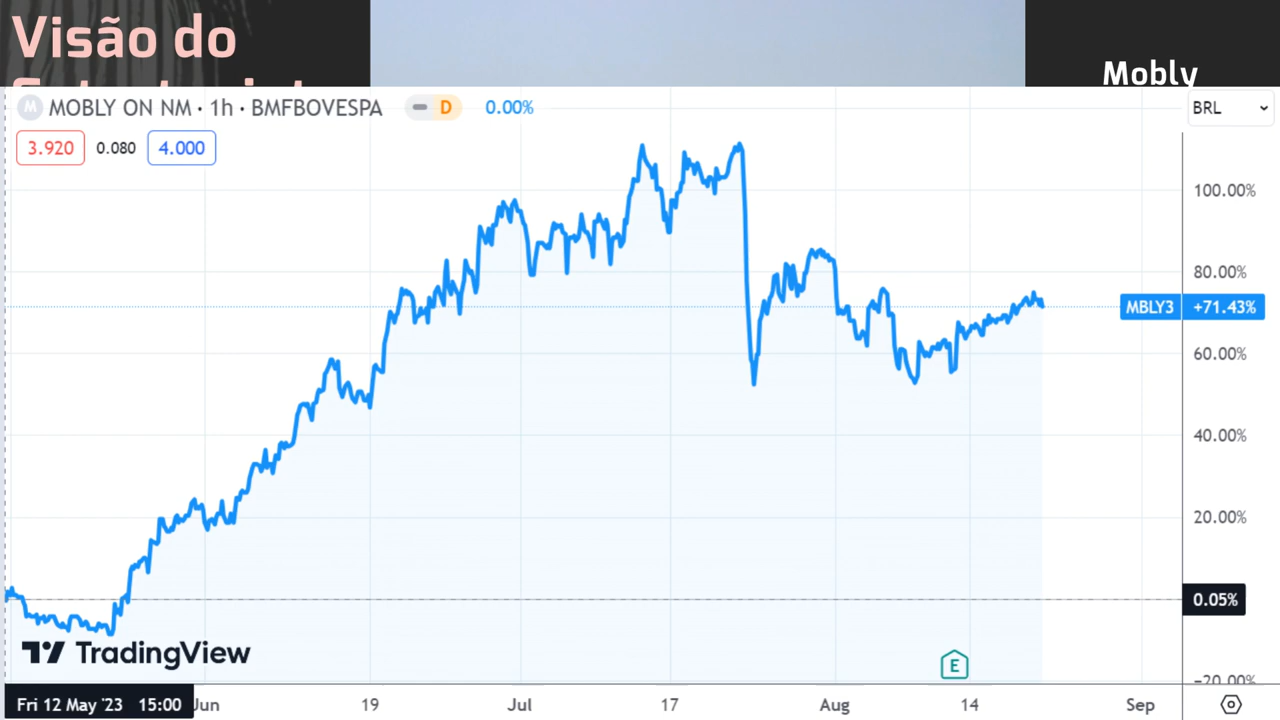 Visão do
Mobly
M MOBLY ON NM · 1h · BMFBOVESPA D 0.00% BRL
3.920 0.080 4.000
100.00%
80.00%
MBLY3 +71.43%
60.00%
40.00%
20.00%
0.05%
TradingView
E
-20.00%
Fri 12 May '23 15:00 Jun 19 Jul 17 Aug 14 Sep